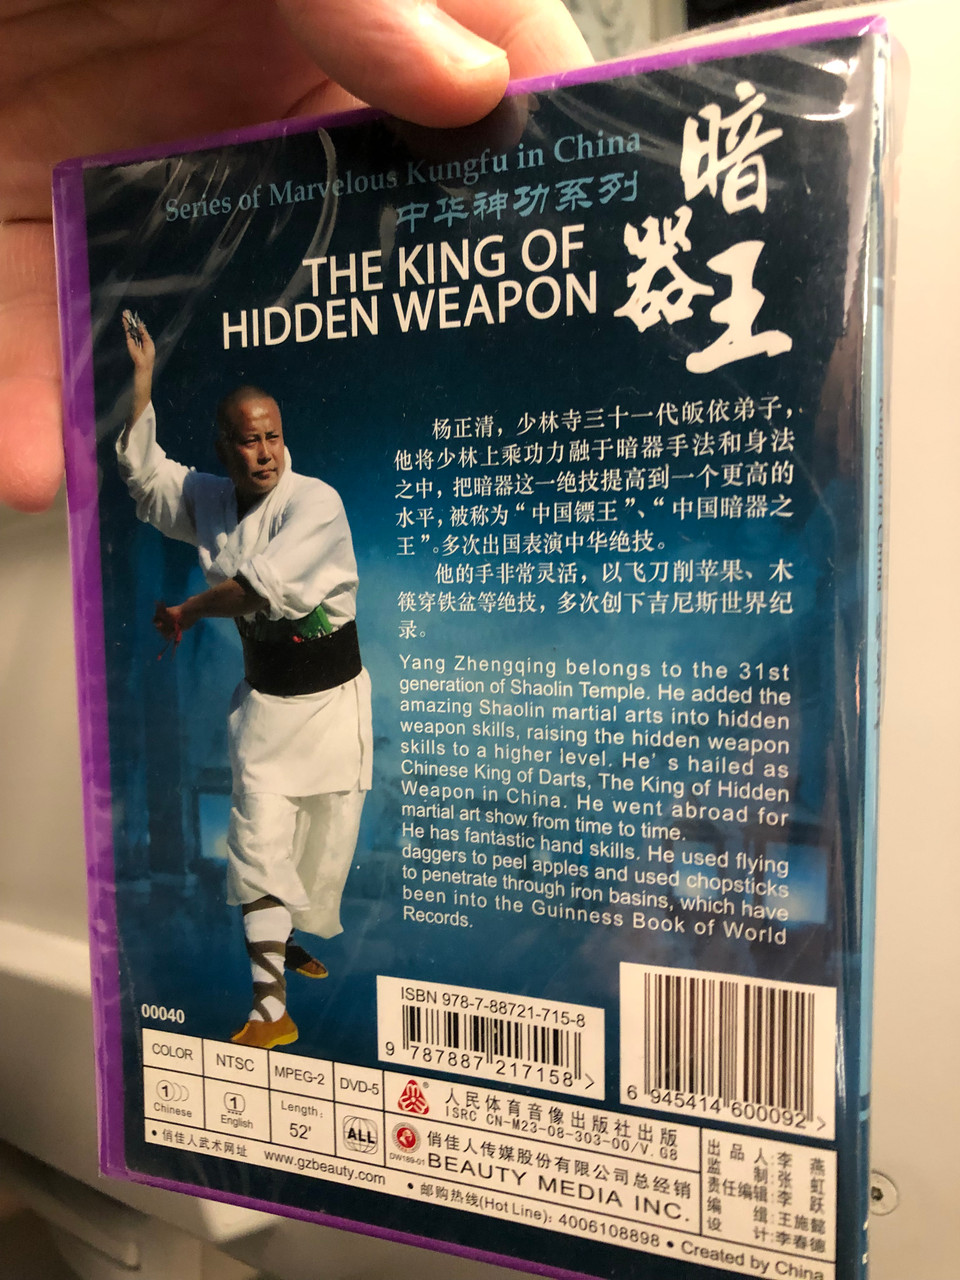 Series of Marvelous Kungfu in China
中华神功系列
THE KING OF
HIDDEN WEAPON
暗器王
杨正清，少林寺三十一代皈依弟子，
他将少林上乘功力融于暗器手法和身法
之中，把暗器这一绝技提高到一个更高的
水平，被称为“中国镖王”、“中国暗器之
王”。多次出国表演中华绝技。
他的手非常灵活，以飞刀削苹果、木
筷穿铁盆等绝技，多次创下吉尼斯世界纪
录。
Yang Zhengqing belongs to the 31st
generation of Shaolin Temple. He added the
amazing Shaolin martial arts into hidden
weapon skills, raising the hidden weapon
skills to a higher level. He's hailed as
Chinese King of Darts, The King of Hidden
Weapon in China. He went abroad for
martial art show from time to time.
He has fantastic hand skills. He used flying
daggers to peel apples and used chopsticks
to penetrate through iron basins, which have
been into the Guinness Book of World
Records.
00040
ISBN 978-7-88721-715-8
9 787887 217158 >
6 945414 600092 >
COLOR
NTSC
MPEG-2
DVD-5
1
Chinese
1
English
Length:
52'
ALL
人民体育音像出版社出版
ISRC CN-M23-08-303-00/V.G8
DW189-01
俏佳人传媒股份有限公司总经销
BEAUTY MEDIA INC.
出品人:李燕
监制:张虹
责任编辑:李跃
编缉:王施懿
设计:李春德
• 俏佳人武术网址 www.gzbeauty.com • 邮购热线(Hot Line): 4006108898 • Created by China